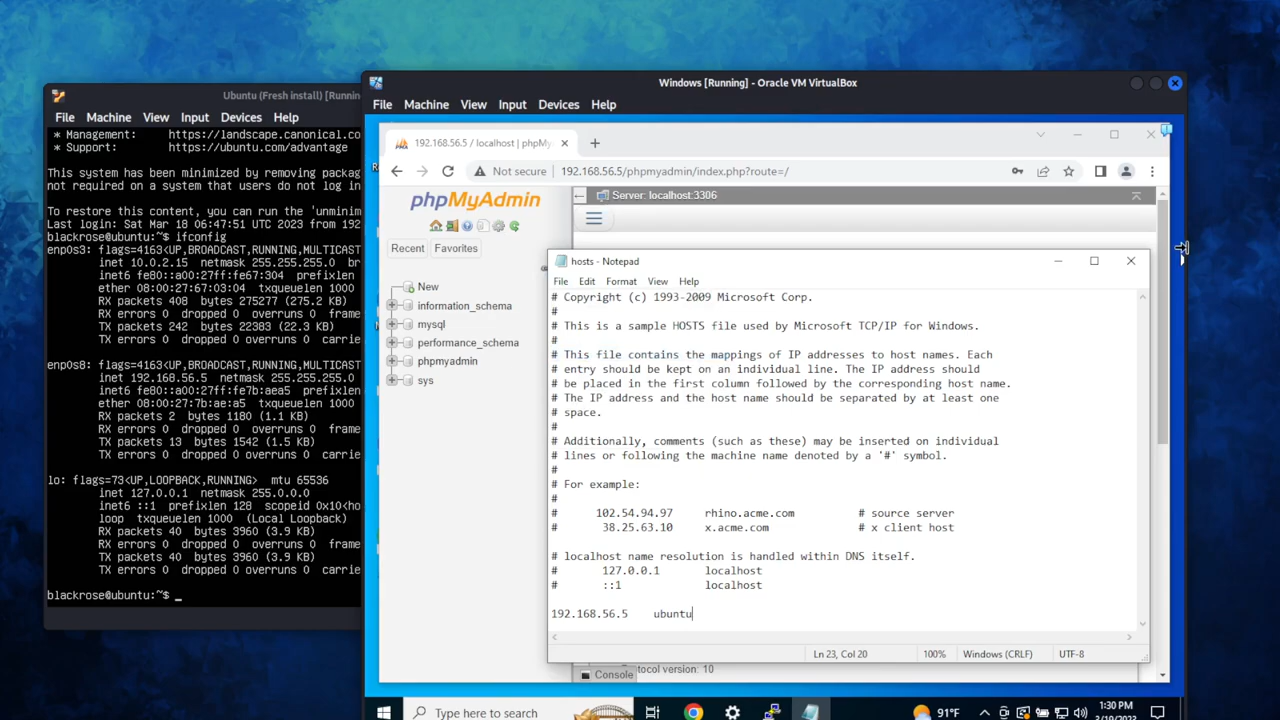 Ubuntu (Fresh install) [Runnin
File Machine View Input Devices Help
* Management: https://landscape.canonical.co
* Support: https://ubuntu.com/advantage
This system has been minimized by removing packag
not required on a system that users do not log in
To restore this content, you can run the 'unminim
Last login: Sat Mar 18 06:47:51 UTC 2023 from 192
blackrose@ubuntu:~$ ifconfig
enp0s3: flags=4163<UP,BROADCAST,RUNNING,MULTICAST
inet 10.0.2.15 netmask 255.255.255.0 br
inet6 fe80::a00:27ff:fe67:304 prefixlen
ether 08:00:27:67:03:04 txqueuelen 1000
RX packets 408 bytes 275277 (275.2 KB)
RX errors 0 dropped 0 overruns 0 frame
TX packets 242 bytes 22383 (22.3 KB)
TX errors 0 dropped 0 overruns 0 carrie
enp0s8: flags=4163<UP,BROADCAST,RUNNING,MULTICAST
inet 192.168.56.5 netmask 255.255.255.0
inet6 fe80::a00:27ff:fe7b:aea5 prefixle
ether 08:00:27:7b:ae:a5 txqueuelen 1000
RX packets 2 bytes 1180 (1.1 KB)
RX errors 0 dropped 0 overruns 0 frame
TX packets 13 bytes 1542 (1.5 KB)
TX errors 0 dropped 0 overruns 0 carrie
lo: flags=73<UP,LOOPBACK,RUNNING> mtu 65536
inet 127.0.0.1 netmask 255.0.0.0
inet6 ::1 prefixlen 128 scopeid 0x10<ho
loop txqueuelen 1000 (Local Loopback)
RX packets 40 bytes 3960 (3.9 KB)
RX errors 0 dropped 0 overruns 0 frame
TX packets 40 bytes 3960 (3.9 KB)
TX errors 0 dropped 0 overruns 0 carrie
blackrose@ubuntu:~$ _
Windows [Running] - Oracle VM VirtualBox
File Machine View Input Devices Help
192.168.56.5 / localhost | phpMy
Not secure 192.168.56.5/phpmyadmin/index.php?route=/
phpMyAdmin
Server: localhost:3306
Recent Favorites
New
information_schema
mysql
performance_schema
phpmyadmin
sys
hosts - Notepad
File Edit Format View Help
# Copyright (c) 1993-2009 Microsoft Corp.
#
# This is a sample HOSTS file used by Microsoft TCP/IP for Windows.
#
# This file contains the mappings of IP addresses to host names. Each
# entry should be kept on an individual line. The IP address should
# be placed in the first column followed by the corresponding host name.
# The IP address and the host name should be separated by at least one
# space.
#
# Additionally, comments (such as these) may be inserted on individual
# lines or following the machine name denoted by a '#' symbol.
#
# For example:
#
# 102.54.94.97 rhino.acme.com # source server
# 38.25.63.10 x.acme.com # x client host
# localhost name resolution is handled within DNS itself.
# 127.0.0.1 localhost
# ::1 localhost
192.168.56.5 ubuntu
Ln 23, Col 20 100% Windows (CRLF) UTF-8
Console
rotocol version: 10
Type here to search
91°F
1:30 PM